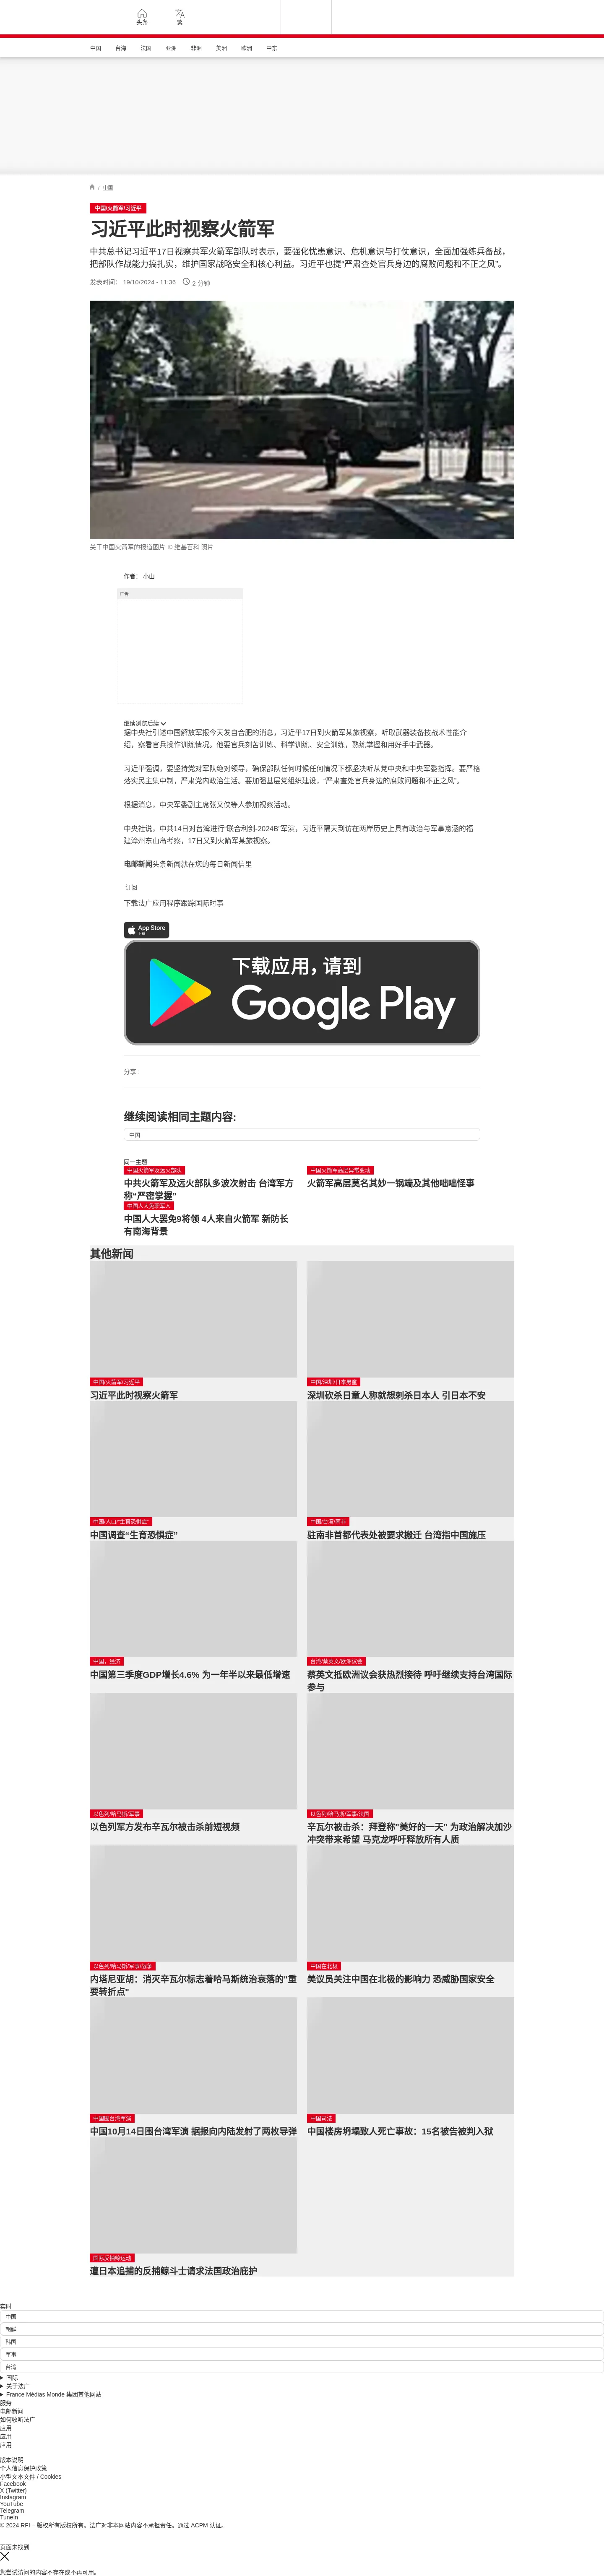 头条
繁
中国
台海
法国
亚洲
非洲
美洲
欧洲
中东
/ 中国
中国/火箭军/习近平
习近平此时视察火箭军
中共总书记习近平17日视察共军火箭军部队时表示，要强化忧患意识、危机意识与打仗意识，全面加强练兵备战，
把部队作战能力搞扎实，维护国家战略安全和核心利益。习近平也提“严肃查处官兵身边的腐败问题和不正之风”。
发表时间： 19/10/2024 - 11:36
2 分钟
关于中国火箭军的报道图片 © 维基百科 照片
作者： 小山
广告
继续浏览后续
据中央社引述中国解放军报今天发自合肥的消息，习近平17日到火箭军某旅视察，听取武器装备技战术性能介
绍，察看官兵操作训练情况。他要官兵刻苦训练、科学训练、安全训练，熟练掌握和用好手中武器。
习近平强调，要坚持党对军队绝对领导，确保部队任何时候任何情况下都坚决听从党中央和中央军委指挥。要严格
落实民主集中制，严肃党内政治生活。要加强基层党组织建设，“严肃查处官兵身边的腐败问题和不正之风”。
根据消息，中央军委副主席张又侠等人参加视察活动。
中央社说，中共14日对台湾进行“联合利剑-2024B”军演，习近平隔天到访在两岸历史上具有政治与军事意涵的福
建漳州东山岛考察，17日又到火箭军某旅视察。
电邮新闻头条新闻就在您的每日新闻信里
订阅
下载法广应用程序跟踪国际时事
App Store
下载
下载应用，请到
Google Play
分享 :
继续阅读相同主题内容:
中国
同一主题
中国火箭军及远火部队
中共火箭军及远火部队多波次射击 台湾军方
称“严密掌握”
中国火箭军高层异常变动
火箭军高层莫名其妙一锅端及其他咄咄怪事
中国人大免职军人
中国人大罢免9将领 4人来自火箭军 新防长
有南海背景
其他新闻
中国/火箭军/习近平
习近平此时视察火箭军
中国/深圳/日本男童
深圳砍杀日童人称就想刺杀日本人 引日本不安
中国/人口/“生育恐惧症”
中国调查“生育恐惧症”
中国/台湾/南非
驻南非首都代表处被要求搬迁 台湾指中国施压
中国，经济
中国第三季度GDP增长4.6% 为一年半以来最低增速
台湾/蔡英文/欧洲议会
蔡英文抵欧洲议会获热烈接待 呼吁继续支持台湾国际
参与
以色列/哈马斯/军事
以色列军方发布辛瓦尔被击杀前短视频
以色列/哈马斯/军事/法国
辛瓦尔被击杀：拜登称"美好的一天" 为政治解决加沙
冲突带来希望 马克龙呼吁释放所有人质
以色列/哈马斯/军事/战争
内塔尼亚胡：消灭辛瓦尔标志着哈马斯统治衰落的"重
要转折点"
中国在北极
美议员关注中国在北极的影响力 恐威胁国家安全
中国围台湾军演
中国10月14日围台湾军演 据报向内陆发射了两枚导弹
中国司法
中国楼房坍塌致人死亡事故：15名被告被判入狱
国际反捕鲸运动
遭日本追捕的反捕鲸斗士请求法国政治庇护
实时
中国
朝鲜
韩国
军事
台湾
国际
关于法广
France Médias Monde 集团其他网站
服务
电邮新闻
如何收听法广
应用
应用
应用
版本说明
个人信息保护政策
小型文本文件 / Cookies
Facebook
X (Twitter)
Instagram
YouTube
Telegram
TuneIn
© 2024 RFI – 版权所有版权所有。法广对非本网站内容不承担责任。通过 ACPM 认证。
页面未找到
您尝试访问的内容不存在或不再可用。